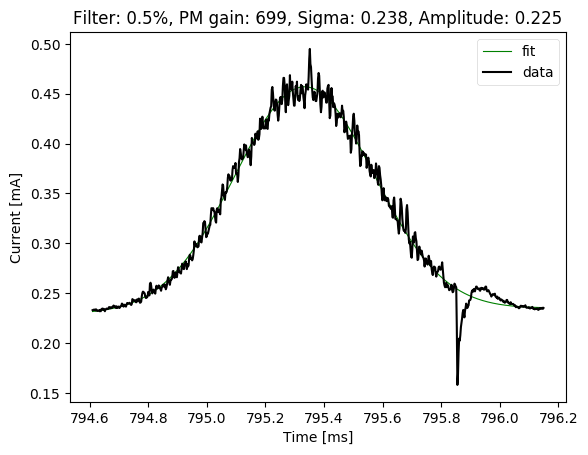 Filter: 0.5%, PM gain: 699, Sigma: 0.238, Amplitude: 0.225
fit
data
Current [mA]
0.50
0.45
0.40
0.35
0.30
0.25
0.20
0.15
794.6 794.8 795.0 795.2 795.4 795.6 795.8 796.0 796.2
Time [ms]